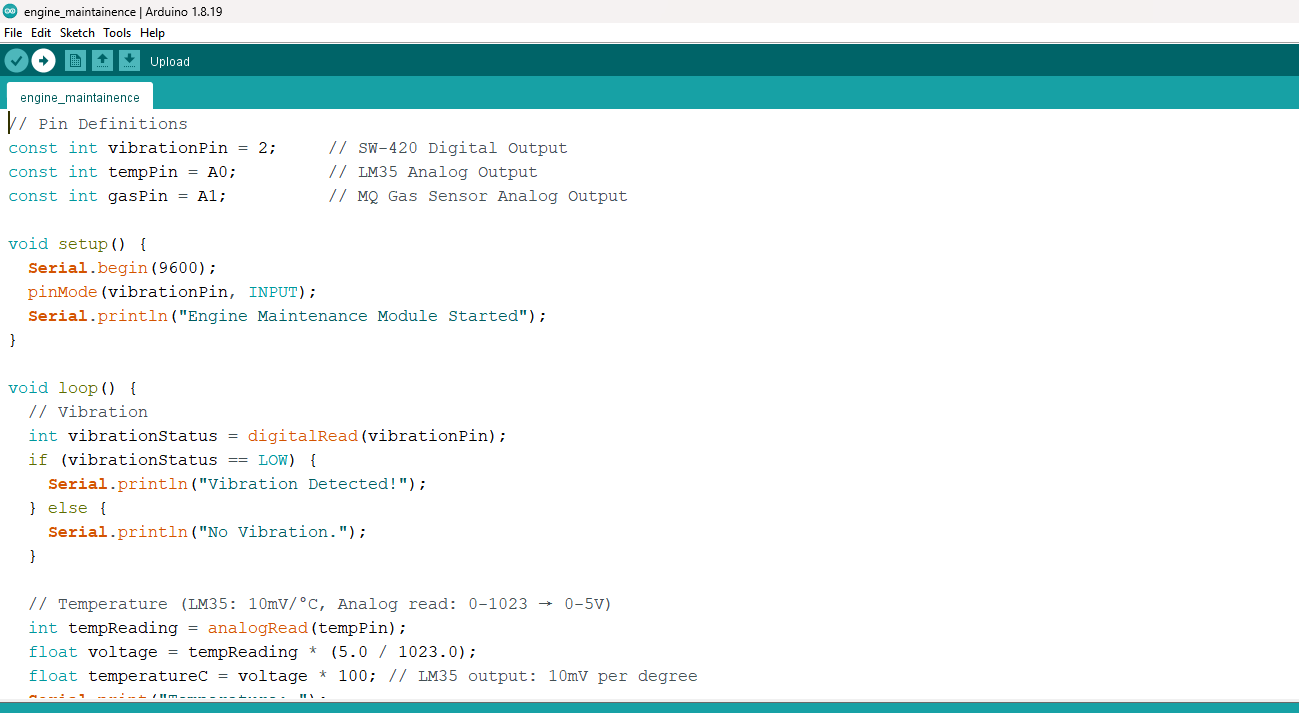 engine_maintainence | Arduino 1.8.19
File Edit Sketch Tools Help
Upload
engine_maintainence
// Pin Definitions
const int vibrationPin = 2;     // SW-420 Digital Output
const int tempPin = A0;         // LM35 Analog Output
const int gasPin = A1;          // MQ Gas Sensor Analog Output
void setup() {
  Serial.begin(9600);
  pinMode(vibrationPin, INPUT);
  Serial.println("Engine Maintenance Module Started");
}
void loop() {
  // Vibration
  int vibrationStatus = digitalRead(vibrationPin);
  if (vibrationStatus == LOW) {
    Serial.println("Vibration Detected!");
  } else {
    Serial.println("No Vibration.");
  }
  // Temperature (LM35: 10mV/°C, Analog read: 0-1023 → 0-5V)
  int tempReading = analogRead(tempPin);
  float voltage = tempReading * (5.0 / 1023.0);
  float temperatureC = voltage * 100; // LM35 output: 10mV per degree
  Serial.print("Temperature: ");